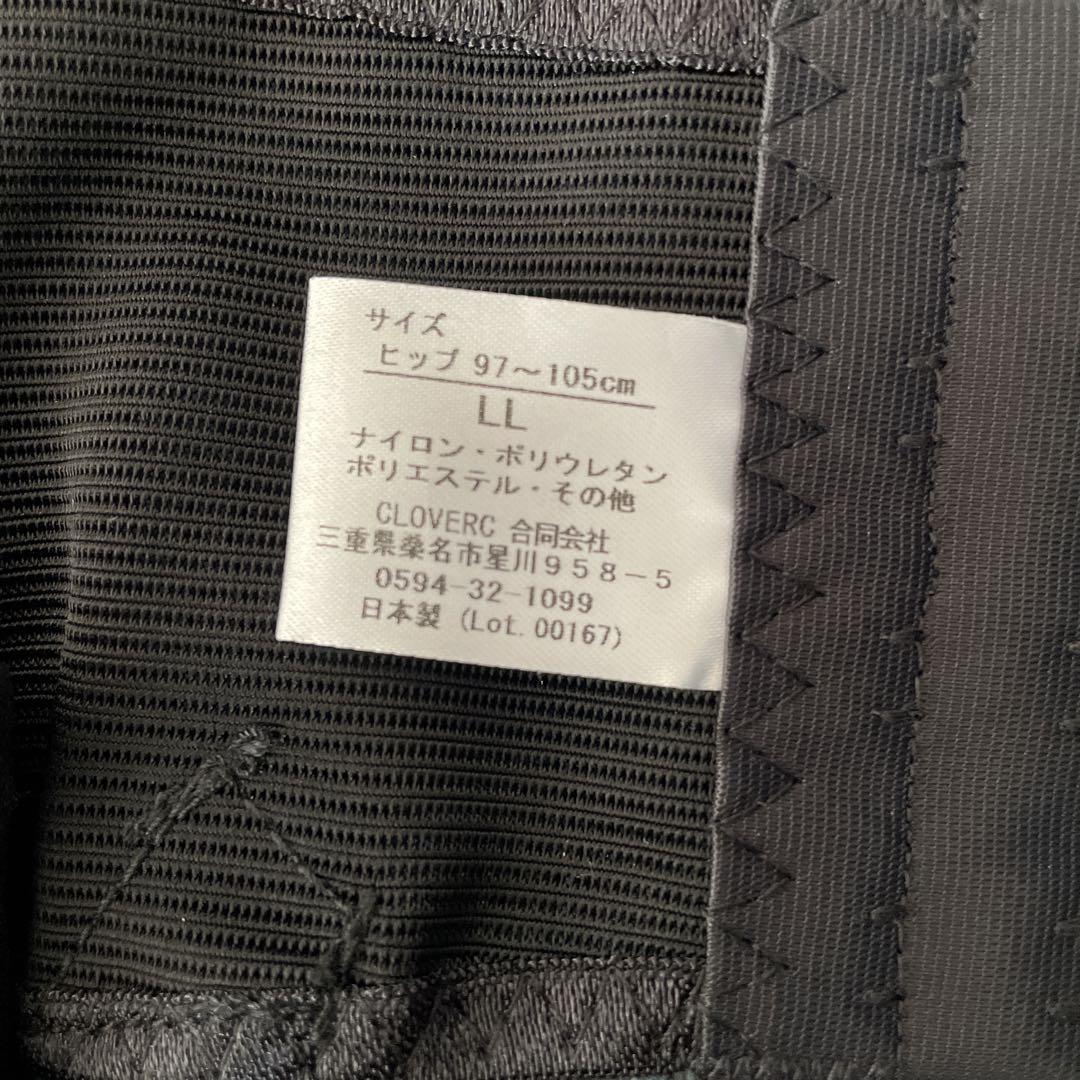 サイズ
ヒップ 97～105cm
LL
ナイロン・ポリウレタン
ポリエステル・その他
CLOVERC 合同会社
三重県桑名市星川９５８－５
0594-32-1099
日本製 (Lot. 00167)